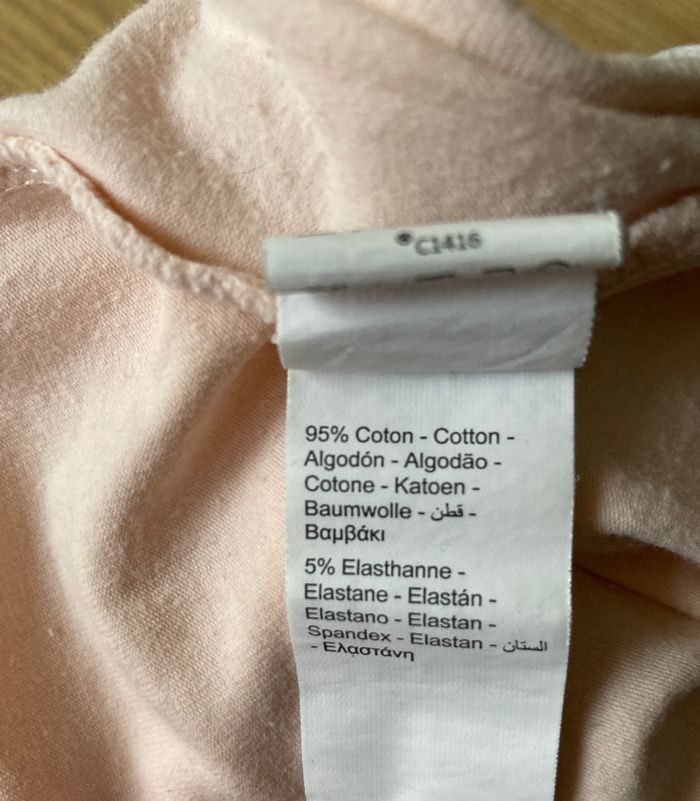 C1416
95% Coton - Cotton -
Algodón - Algodão -
Cotone - Katoen -
Baumwolle - قطن -
Βαμβάκι
5% Elasthanne -
Elastane - Elastán -
Elastano - Elastan -
Spandex - Elastan - الستان
- Ελαστάνη